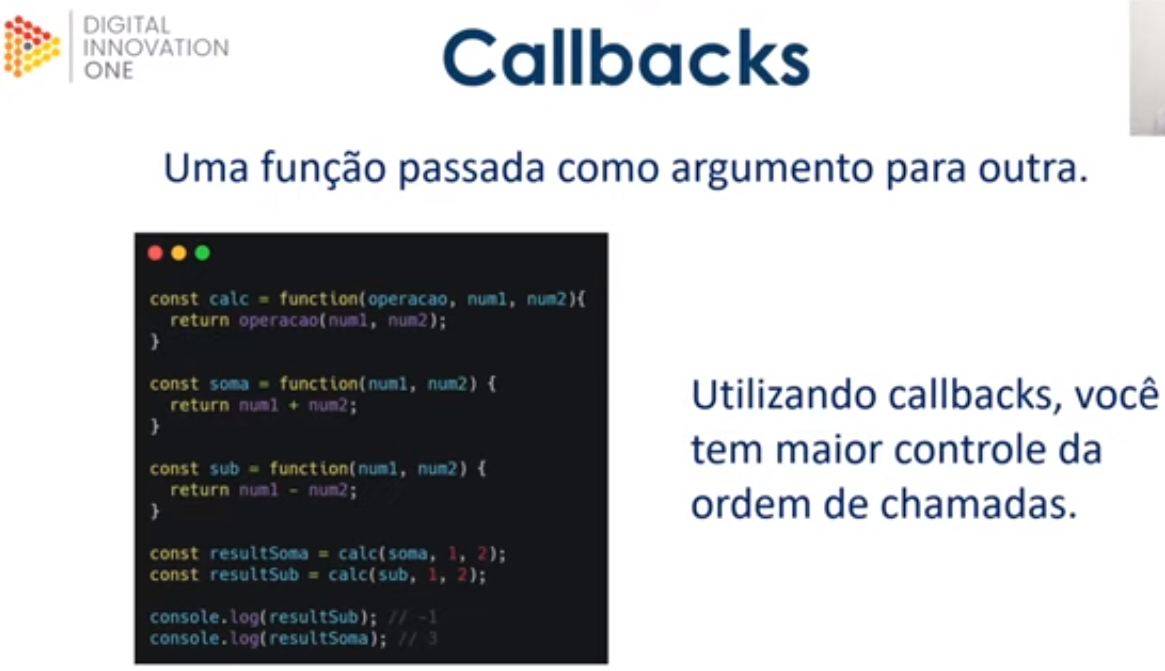 DIGITAL
INNOVATION
ONE
Callbacks
Uma função passada como argumento para outra.
const calc = function(operacao, num1, num2){
  return operacao(num1, num2);
}
const soma = function(num1, num2) {
  return num1 + num2;
}
const sub = function(num1, num2) {
  return num1 - num2;
}
const resultSoma = calc(soma, 1, 2);
const resultSub = calc(sub, 1, 2);
console.log(resultSub); // -1
console.log(resultSoma); // 3
Utilizando callbacks, você
tem maior controle da
ordem de chamadas.